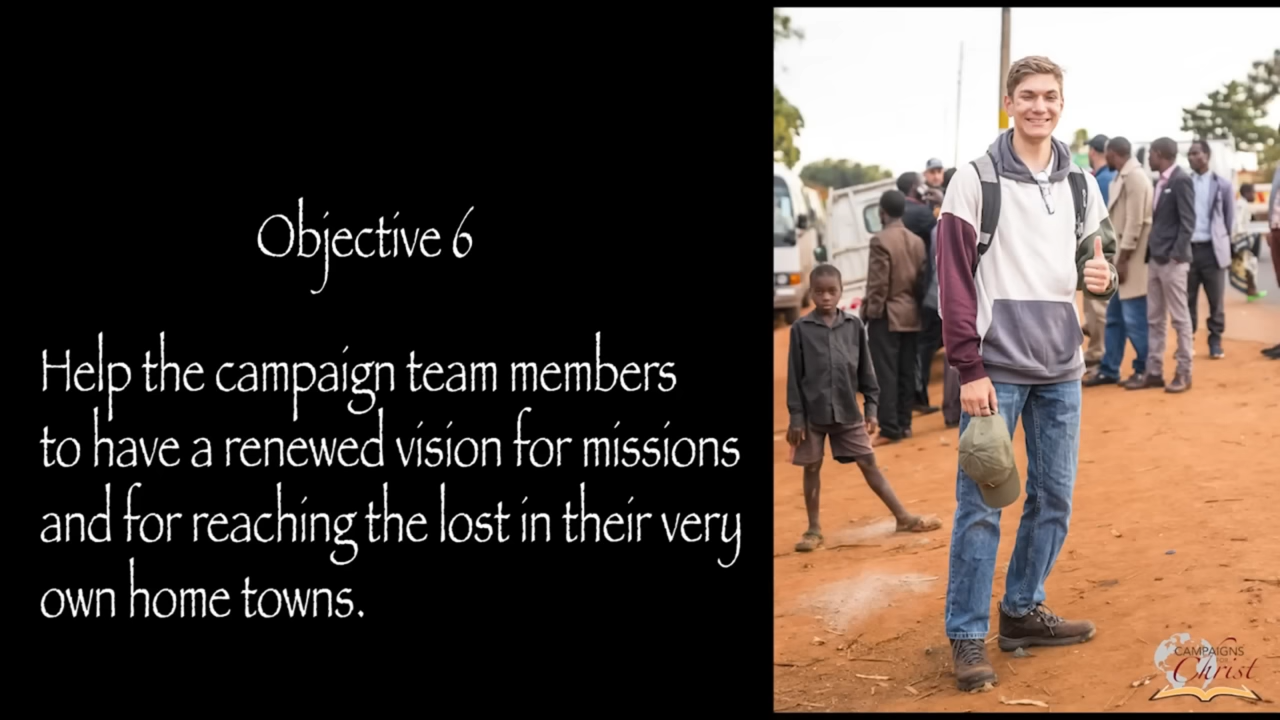 Objective 6
Help the campaign team members
to have a renewed vision for missions
and for reaching the lost in their very
own home towns.
CAMPAIGNS
Christ